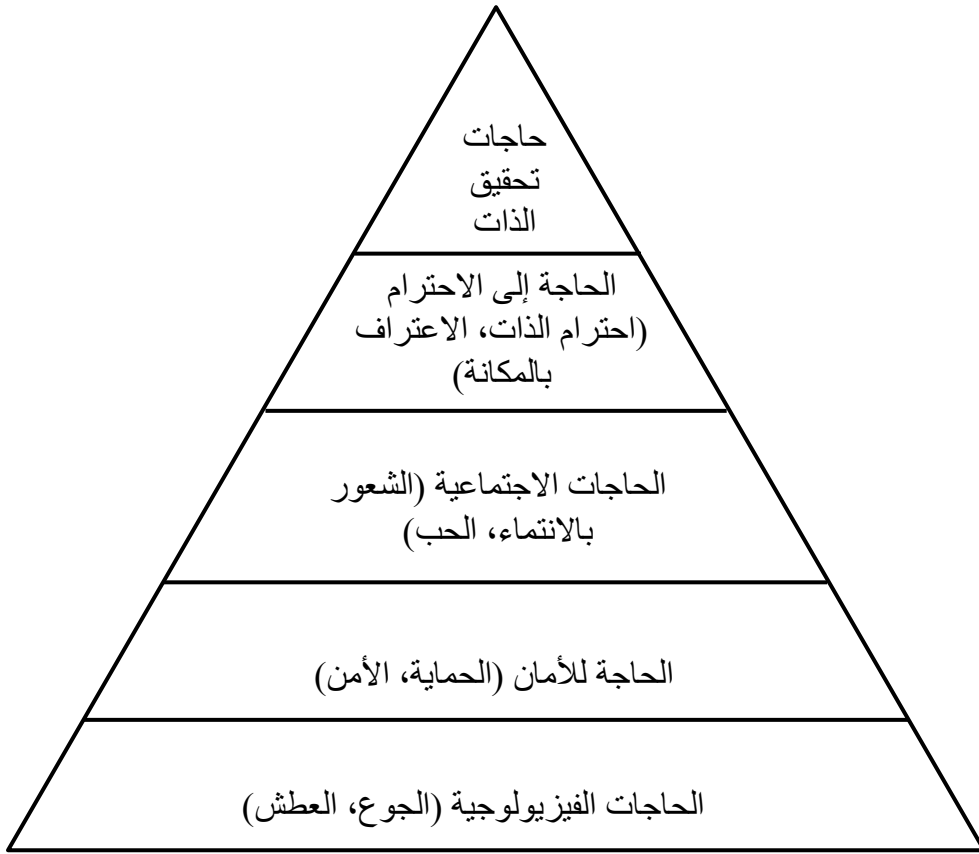 حاجات
تحقيق
الذات
الحاجة إلى الاحترام
(احترام الذات، الاعتراف
بالمكانة)
الحاجات الاجتماعية (الشعور
بالانتماء، الحب)
الحاجة للأمان (الحماية، الأمن)
الحاجات الفيزيولوجية (الجوع، العطش)